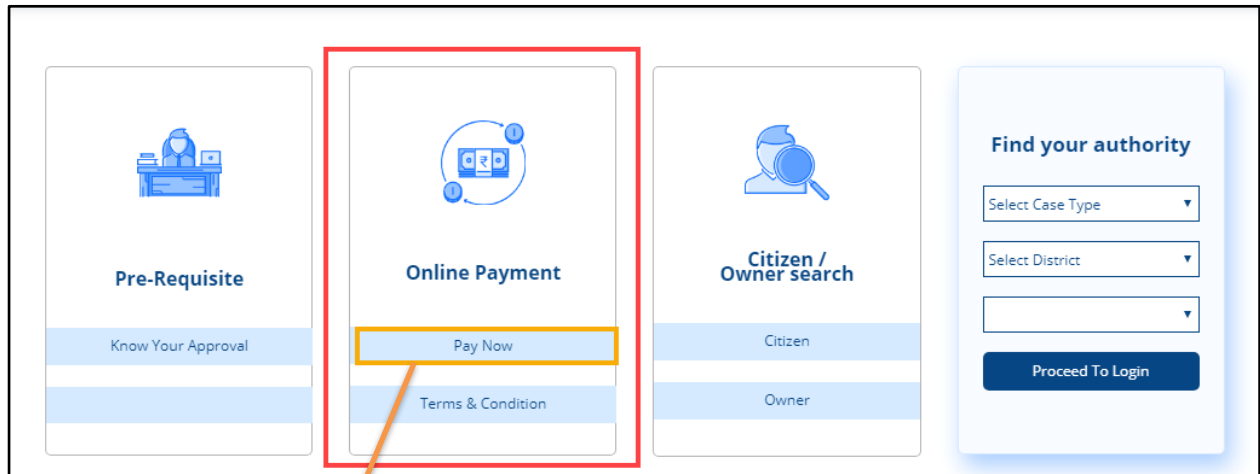 Pre-Requisite
Know Your Approval
Online Payment
Pay Now
Terms & Condition
Citizen /
Owner search
Citizen
Owner
Find your authority
Select Case Type
Select District
Proceed To Login